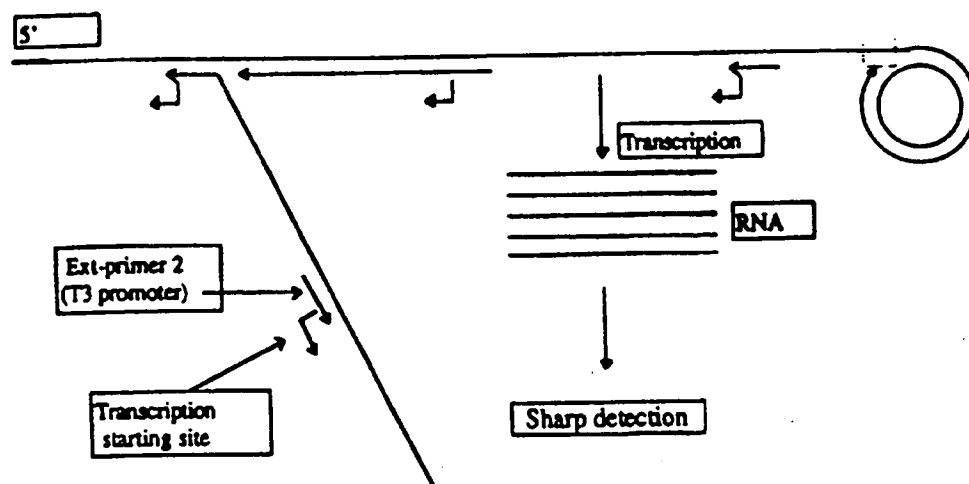 5'
Transcription
RNA
Ext-primer 2
(T3 promoter)
Transcription
starting site
Sharp detection